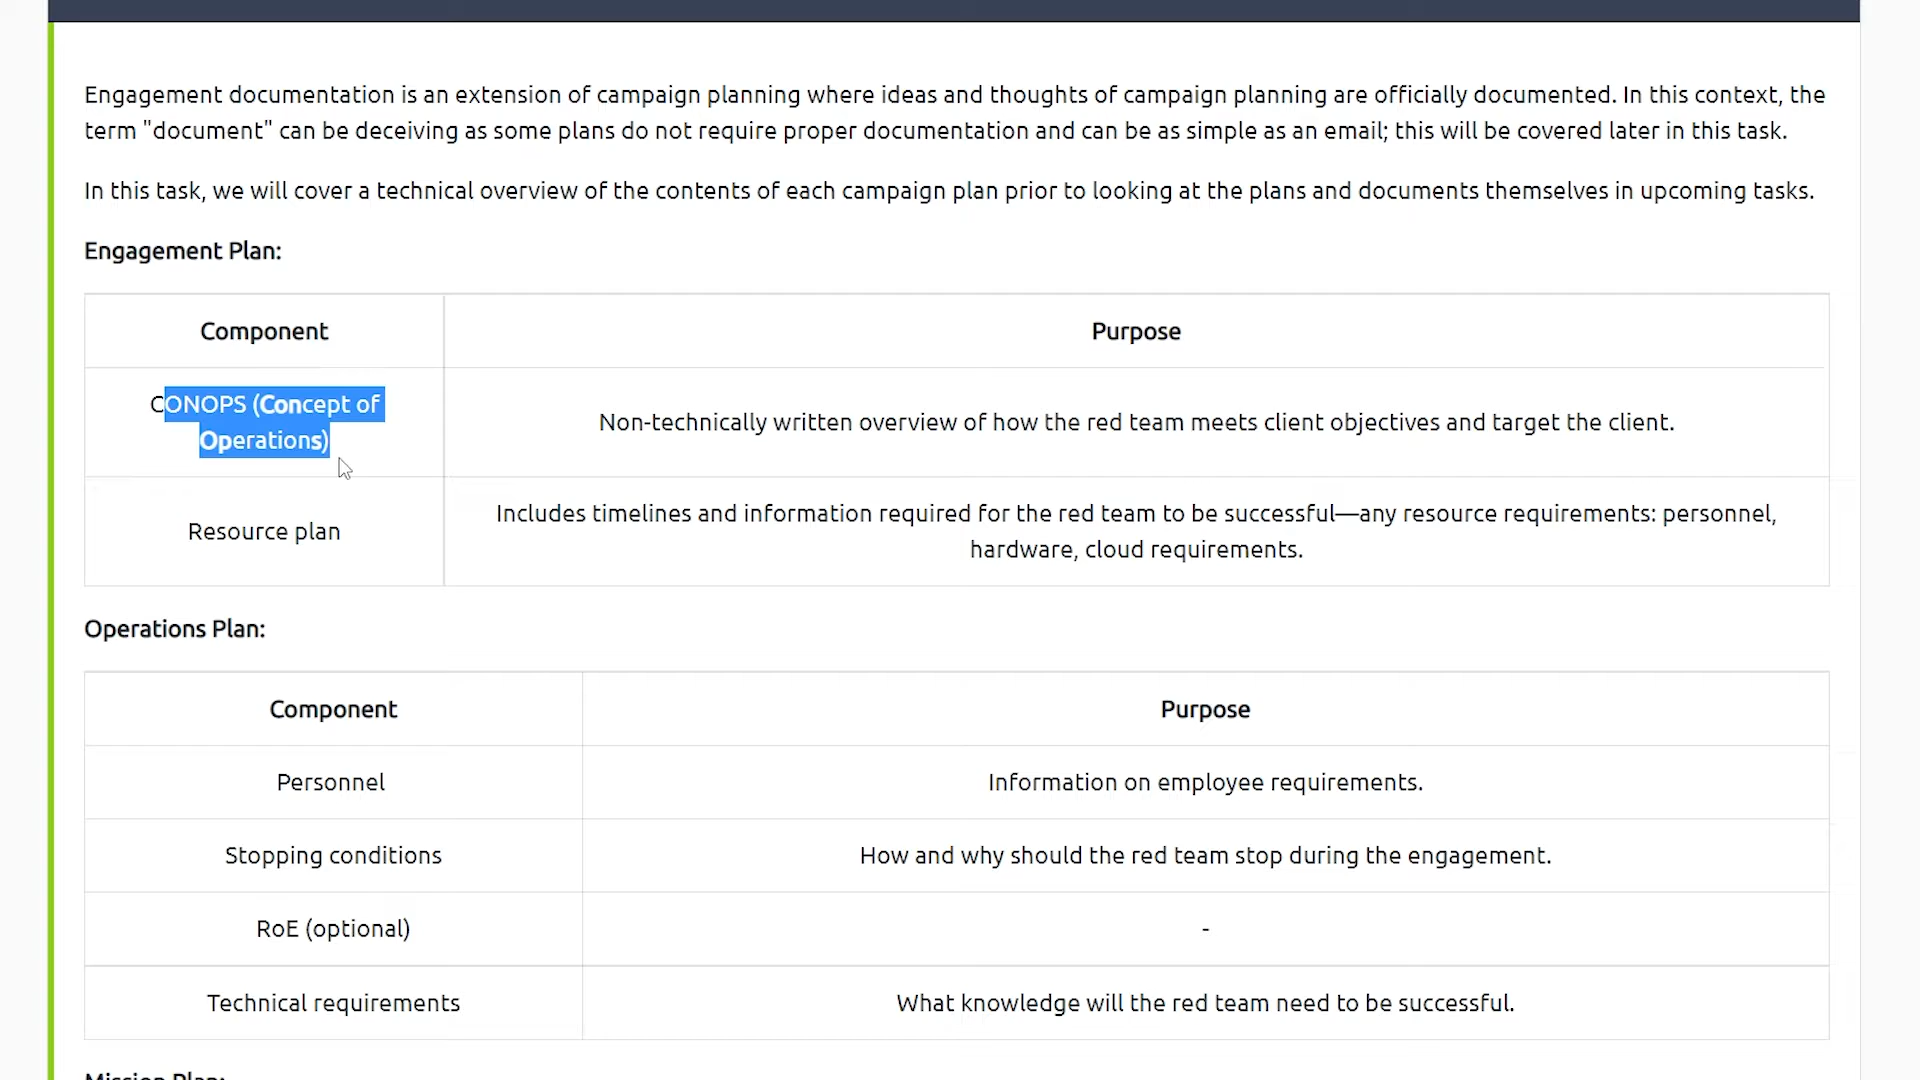 Engagement documentation is an extension of campaign planning where ideas and thoughts of campaign planning are officially documented. In this context, the
term "document" can be deceiving as some plans do not require proper documentation and can be as simple as an email; this will be covered later in this task.
In this task, we will cover a technical overview of the contents of each campaign plan prior to looking at the plans and documents themselves in upcoming tasks.
Engagement Plan:
Component
Purpose
CONOPS (Concept of
Operations)
Non-technically written overview of how the red team meets client objectives and target the client.
Resource plan
Includes timelines and information required for the red team to be successful—any resource requirements: personnel,
hardware, cloud requirements.
Operations Plan:
Component
Purpose
Personnel
Information on employee requirements.
Stopping conditions
How and why should the red team stop during the engagement.
RoE (optional)
-
Technical requirements
What knowledge will the red team need to be successful.
Mission Plan: